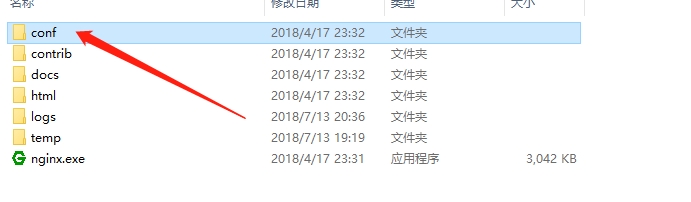 名称 修改日期 类型 大小
conf 2018/4/17 23:32 文件夹
contrib 2018/4/17 23:32 文件夹
docs 2018/4/17 23:32 文件夹
html 2018/4/17 23:32 文件夹
logs 2018/7/13 20:36 文件夹
temp 2018/7/13 19:19 文件夹
nginx.exe 2018/4/17 23:31 应用程序 3,042 KB